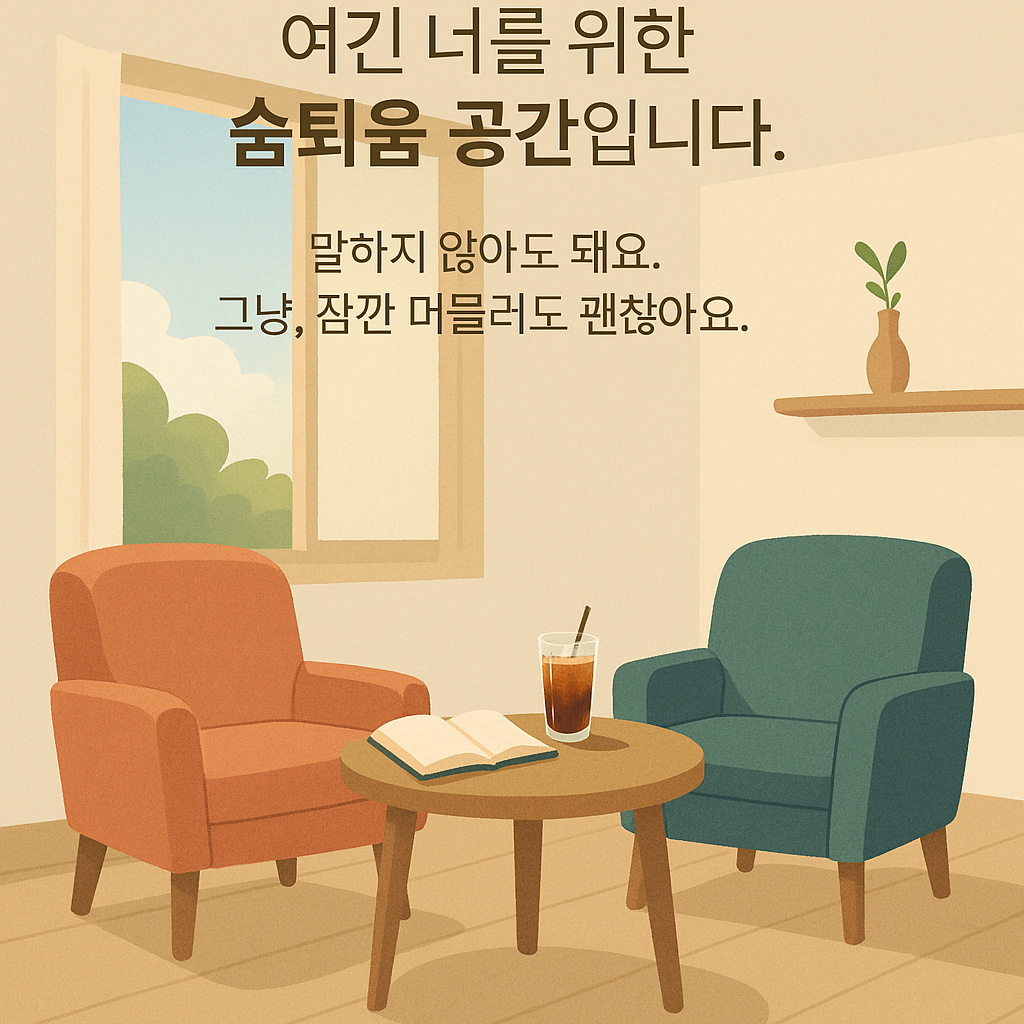 여긴 너를 위한
숨퇴움 공간입니다.
말하지 않아도 돼요.
그냥, 잠깐 머믈러도 괜찮아요.